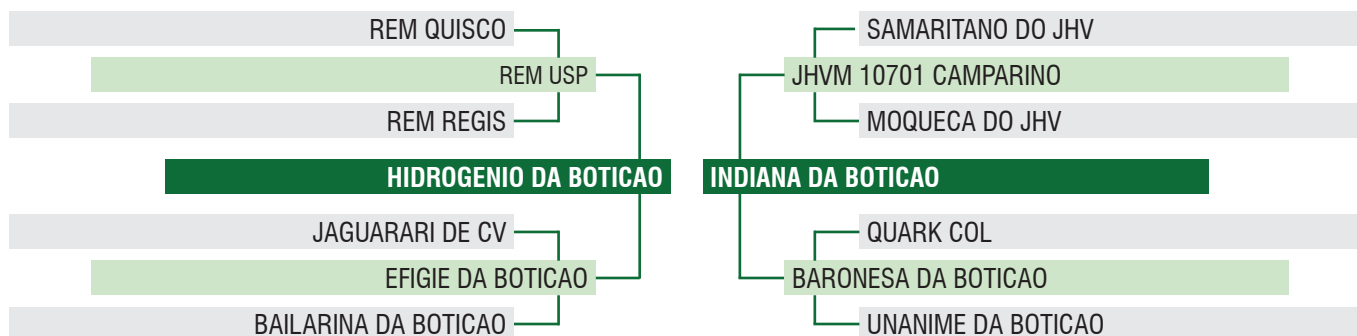 REM QUISCO
REM USP
REM REGIS
HIDROGENIO DA BOTICAO
JAGUARARI DE CV
EFIGIE DA BOTICAO
BAILARINA DA BOTICAO
SAMARITANO DO JHV
JHVM 10701 CAMPARINO
MOQUECA DO JHV
INDIANA DA BOTICAO
QUARK COL
BARONESA DA BOTICAO
UNANIME DA BOTICAO